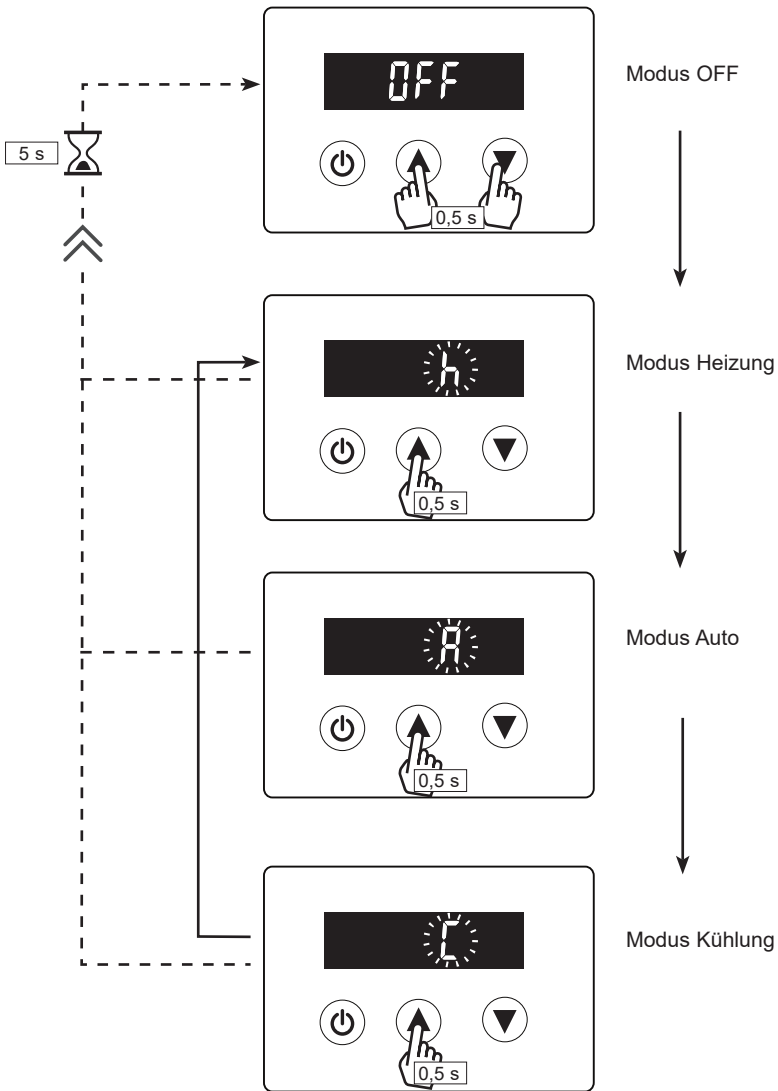 OFF
Modus OFF
5 s
0,5 s
h
Modus Heizung
0,5 s
A
Modus Auto
0,5 s
C
Modus Kühlung
0,5 s